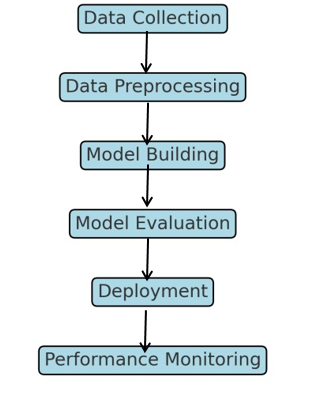 Data Collection
Data Preprocessing
Model Building
Model Evaluation
Deployment
Performance Monitoring